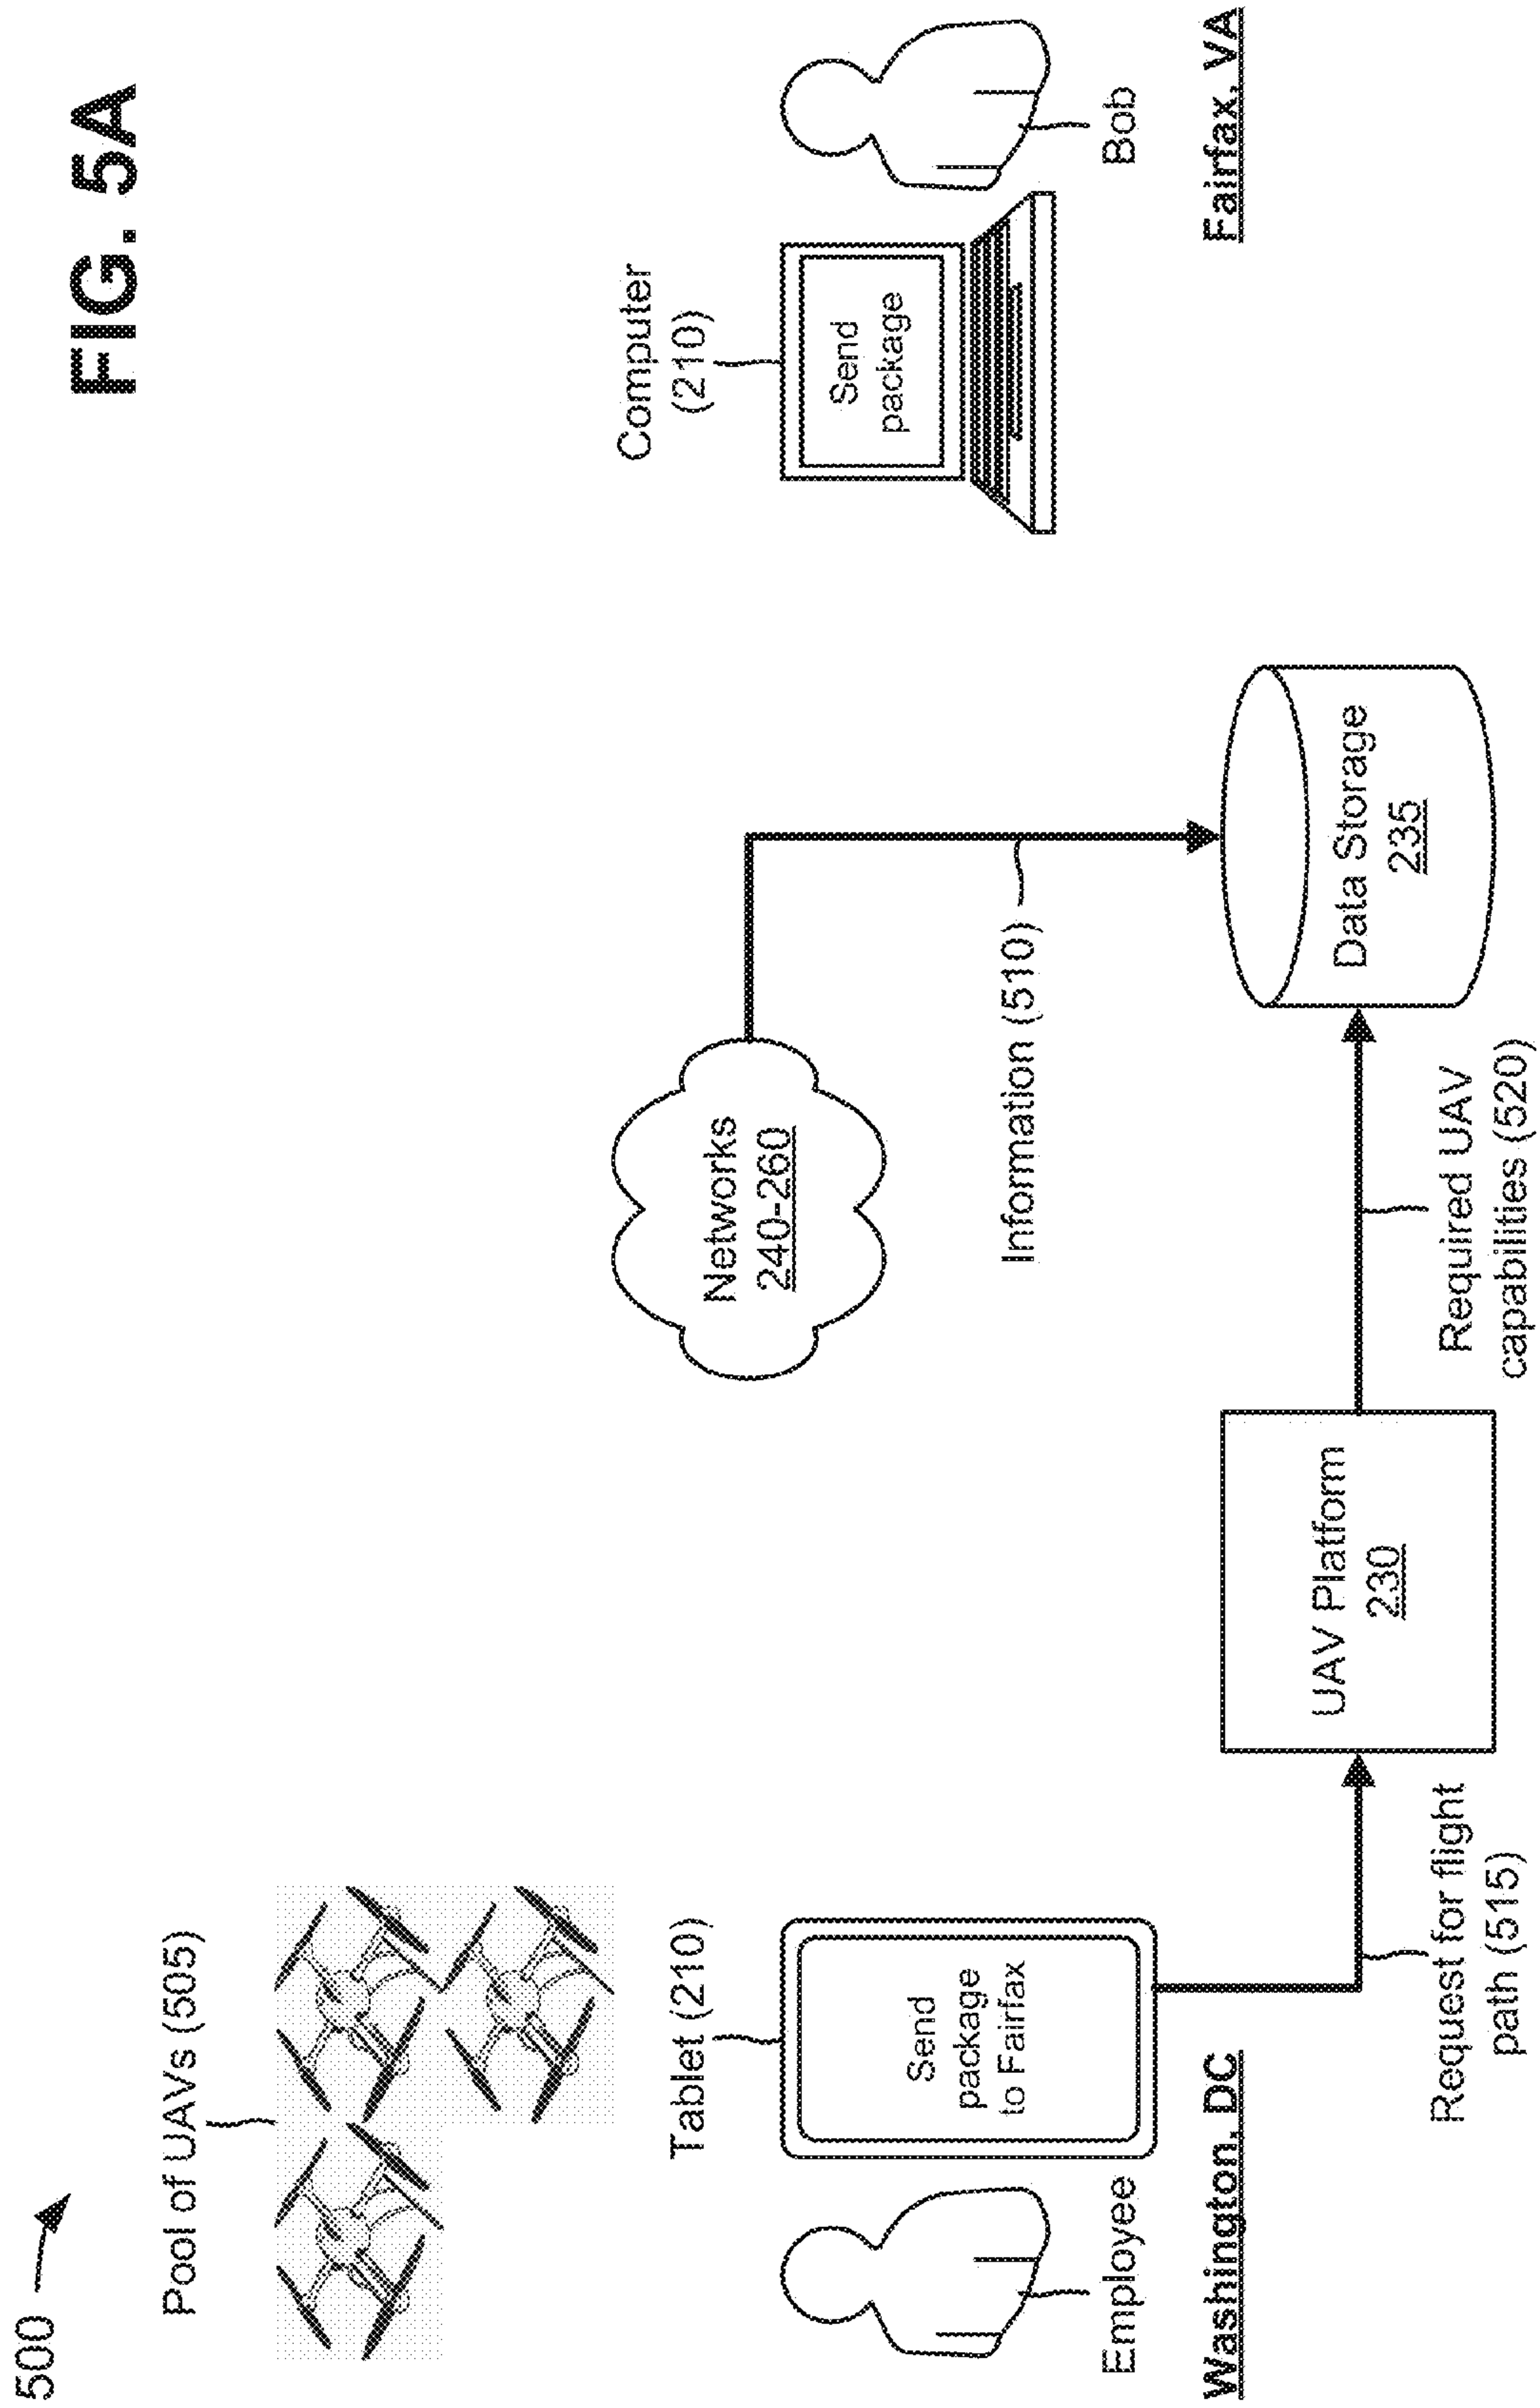 500
Pool of UAVs (505)
Tablet (210)
Send
package
to Fairfax
Employee
Washington, DC
Request for flight
path (515)
UAV Platform
230
Required UAV
capabilities (520)
Networks
240-260
Information (510)
Data Storage
235
Computer
(210)
Send
package
Bob
Fairfax, VA
FIG. 5A